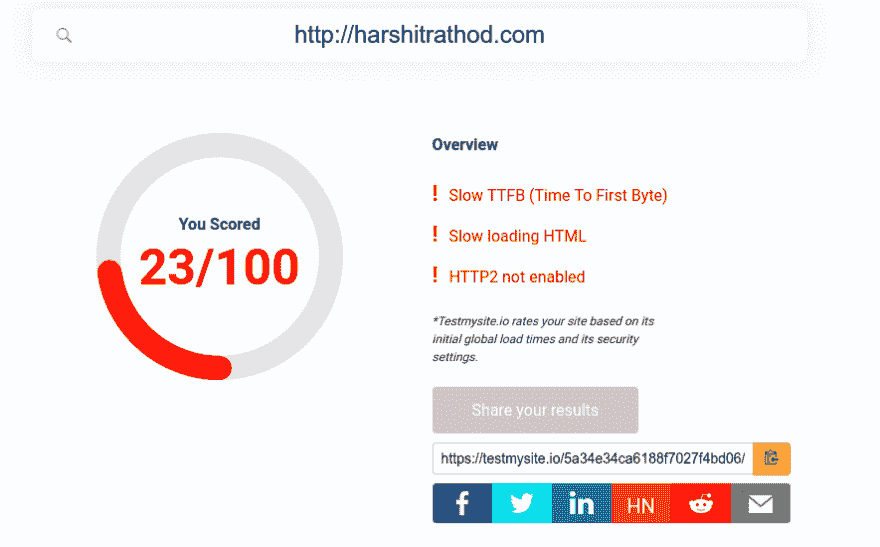 http://harshitrathod.com
You Scored
23/100
Overview
! Slow TTFB (Time To First Byte)
! Slow loading HTML
! HTTP2 not enabled
*Testmysite.io rates your site based on its
initial global load times and its security
settings.
Share your results
https://testmysite.io/5a34e34ca6188f7027f4bd06/
f in HN